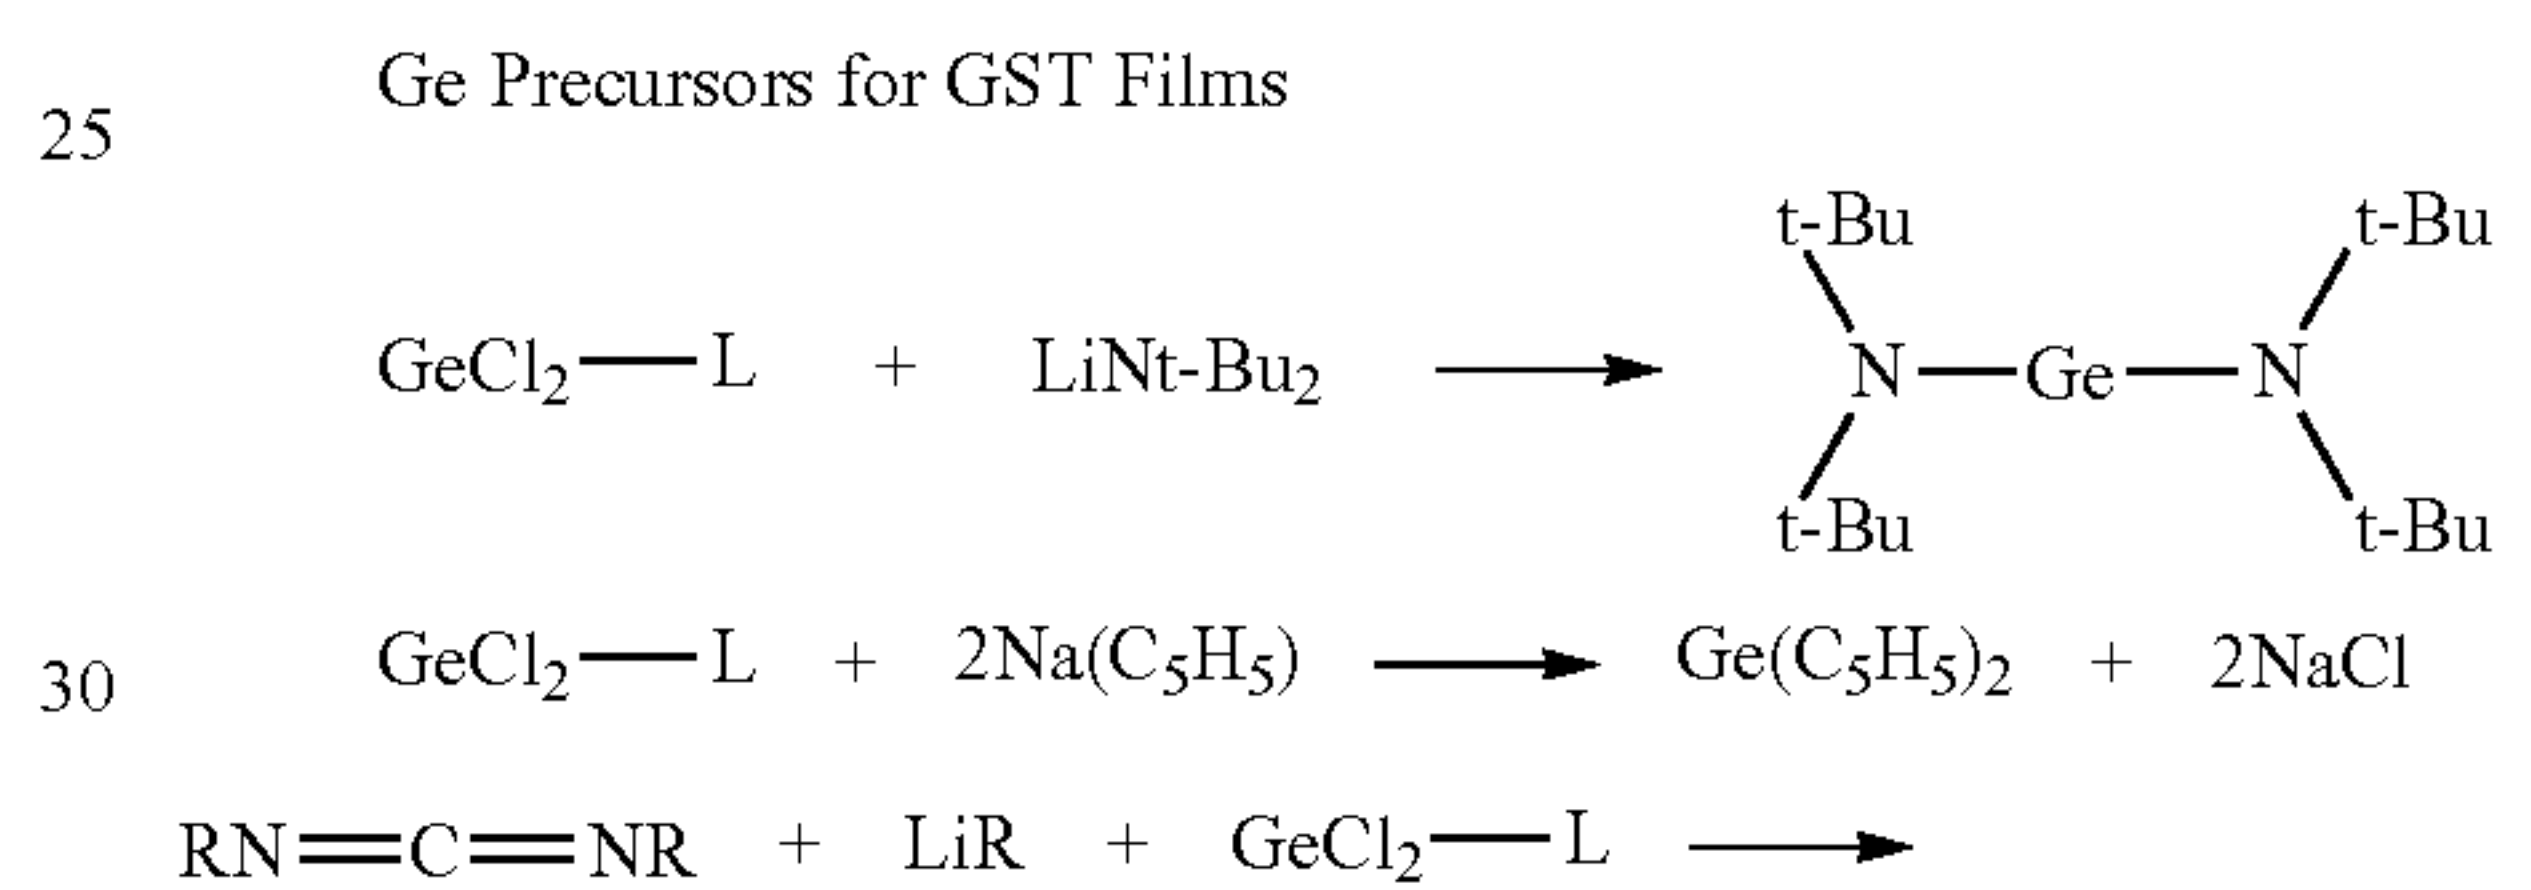 Ge Precursors for GST Films
25
t-Bu t-Bu
GeCl2—L + LiNt-Bu2 ⟶ N—Ge—N
t-Bu t-Bu
30 GeCl2—L + 2Na(C5H5) ⟶ Ge(C5H5)2 + 2NaCl
RN=C=NR + LiR + GeCl2—L ⟶